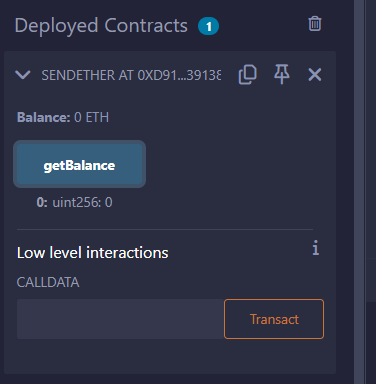 Deployed Contracts 1
SENDETHER AT 0XD91...39138
Balance: 0 ETH
getBalance
0: uint256: 0
Low level interactions
CALLDATA
Transact